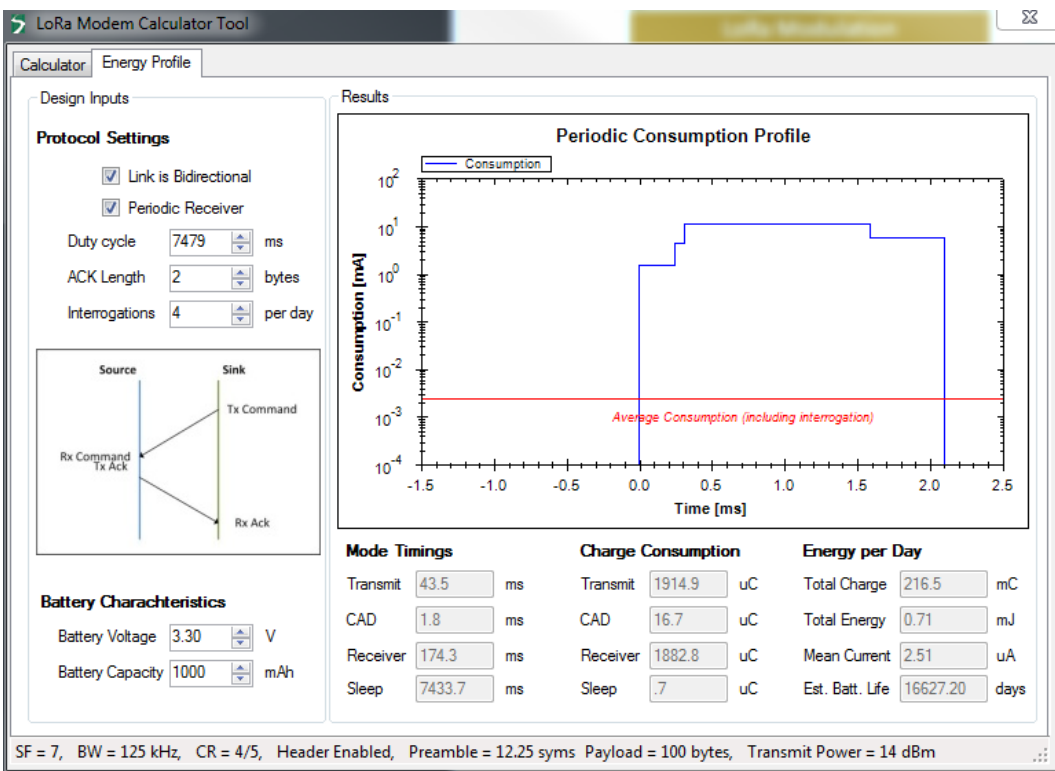 LoRa Modem Calculator Tool
LoRa Modulation
Calculator Energy Profile
Design Inputs
Protocol Settings
Link is Bidirectional
Periodic Receiver
Duty cycle 7479 ms
ACK Length 2 bytes
Interrogations 4 per day
Source Sink
Tx Command
Rx Command
Tx Ack
Rx Ack
Battery Charachteristics
Battery Voltage 3.30 V
Battery Capacity 1000 mAh
Results
Periodic Consumption Profile
Consumption
Consumption [mA]
10^2
10^1
10^0
10^-1
10^-2
10^-3
10^-4
Average Consumption (including interrogation)
-1.5 -1.0 -0.5 0.0 0.5 1.0 1.5 2.0 2.5
Time [ms]
Mode Timings Charge Consumption Energy per Day
Transmit 43.5 ms Transmit 1914.9 uC Total Charge 216.5 mC
CAD 1.8 ms CAD 16.7 uC Total Energy 0.71 mJ
Receiver 174.3 ms Receiver 1882.8 uC Mean Current 2.51 uA
Sleep 7433.7 ms Sleep .7 uC Est. Batt. Life 16627.20 days
SF = 7, BW = 125 kHz, CR = 4/5, Header Enabled, Preamble = 12.25 syms Payload = 100 bytes, Transmit Power = 14 dBm